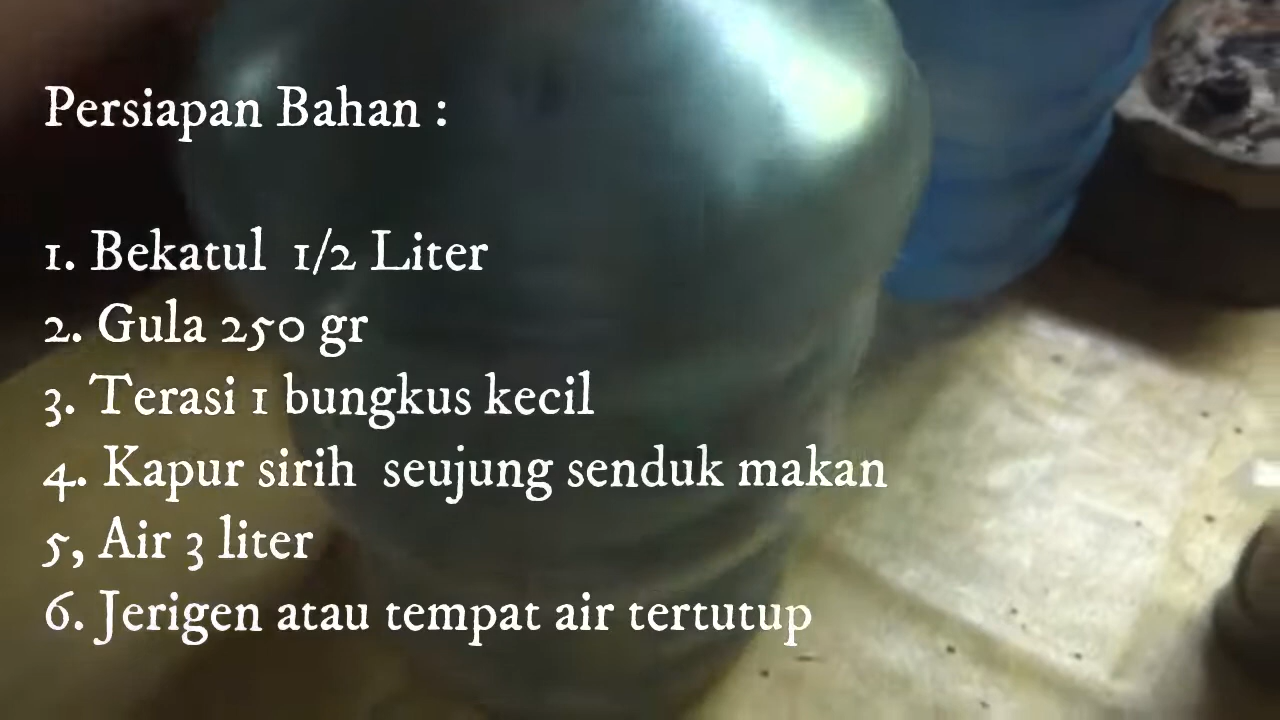 Persiapan Bahan :
1. Bekatul 1/2 Liter
2. Gula 250 gr
3. Terasi 1 bungkus kecil
4. Kapur sirih seujung senduk makan
5, Air 3 liter
6. Jerigen atau tempat air tertutup